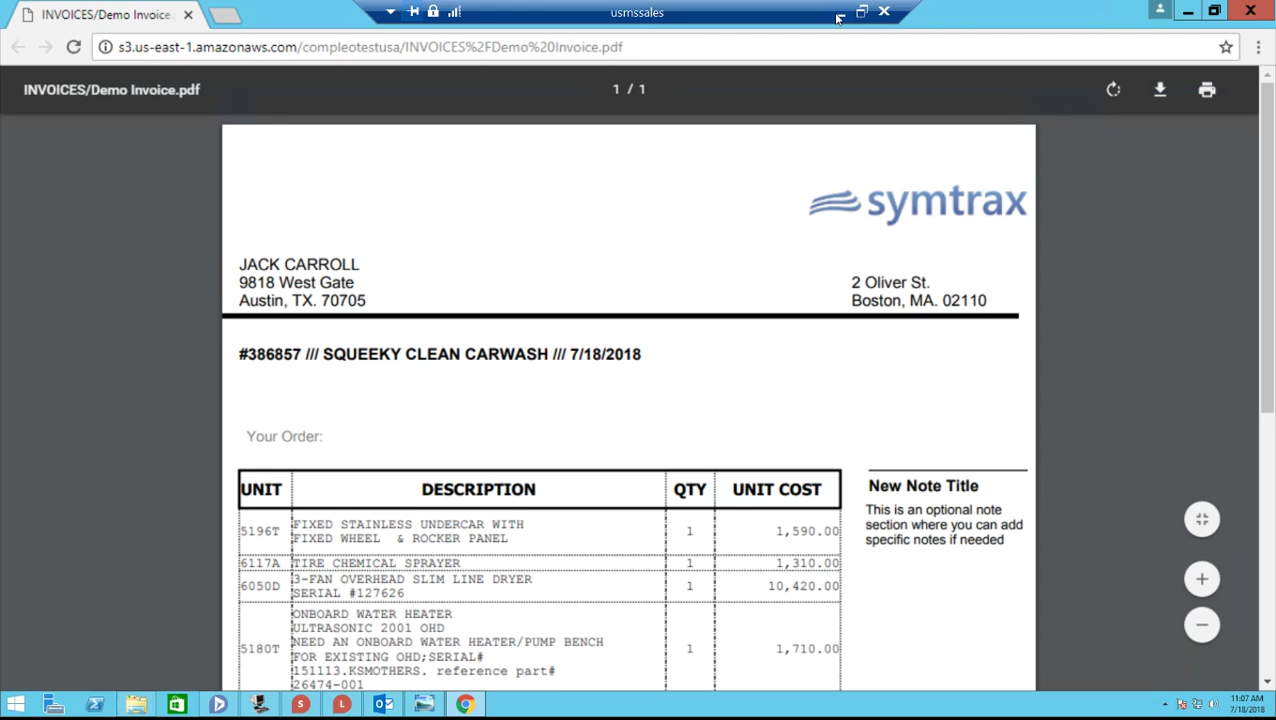 INVOICES/Demo Invoice.
usmssales
s3.us-east-1.amazonaws.com/compleotestusa/INVOICES%2FDemo%20Invoice.pdf
INVOICES/Demo Invoice.pdf
1 / 1
symtrax
JACK CARROLL
9818 West Gate
2 Oliver St.
Austin, TX. 70705
Boston, MA. 02110
#386857 /// SQUEEKY CLEAN CARWASH /// 7/18/2018
Your Order:
UNIT DESCRIPTION QTY UNIT COST
New Note Title
This is an optional note
section where you can add
specific notes if needed
5196T FIXED STAINLESS UNDERCAR WITH 1 1,590.00
FIXED WHEEL & ROCKER PANEL
6117A TIRE CHEMICAL SPRAYER 1 1,310.00
6050D 3-FAN OVERHEAD SLIM LINE DRYER 1 10,420.00
SERIAL #127626
ONBOARD WATER HEATER
ULTRASONIC 2001 OHD
5180T NEED AN ONBOARD WATER HEATER/PUMP BENCH 1 1,710.00
FOR EXISTING OHD;SERIAL#
151113.KSMOTHERS. reference part#
26474-001
S L
11:07 AM
7/18/2018